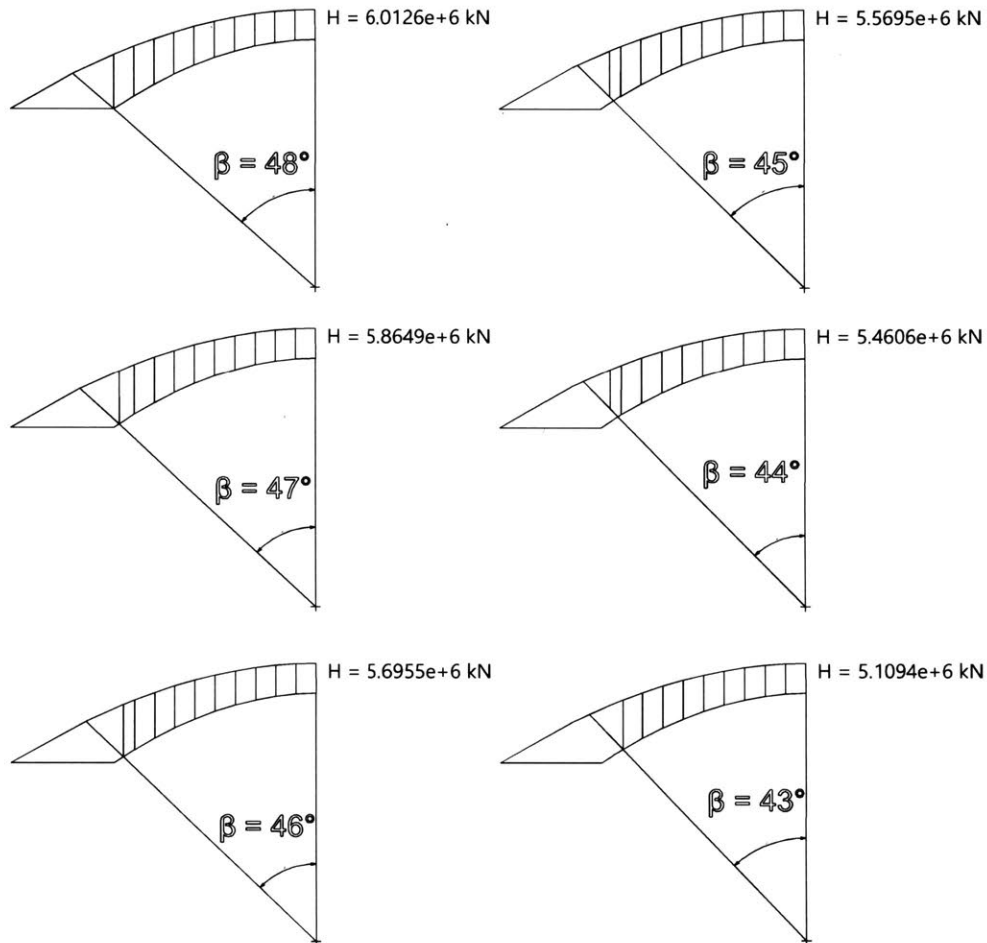 H = 6.0126e+6 kN
β = 48°
H = 5.5695e+6 kN
β = 45°
H = 5.8649e+6 kN
β = 47°
H = 5.4606e+6 kN
β = 44°
H = 5.6955e+6 kN
β = 46°
H = 5.1094e+6 kN
β = 43°